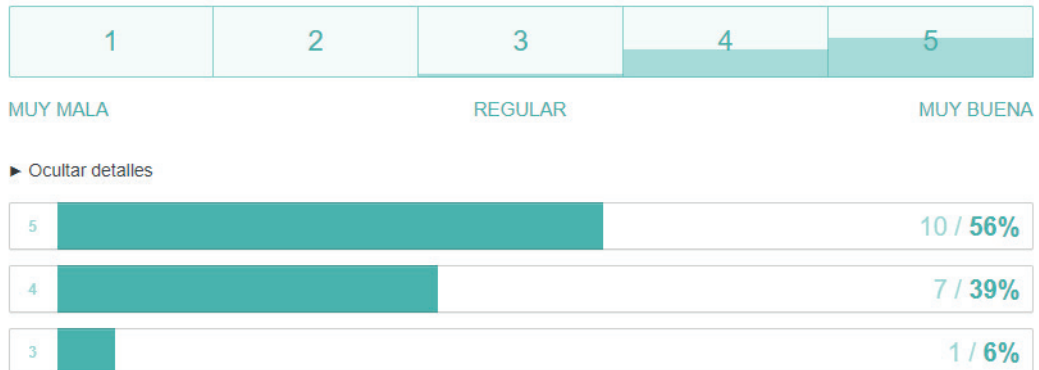 1 2 3 4 5
MUY MALA REGULAR MUY BUENA
► Ocultar detalles
5 10 / 56%
4 7 / 39%
3 1 / 6%